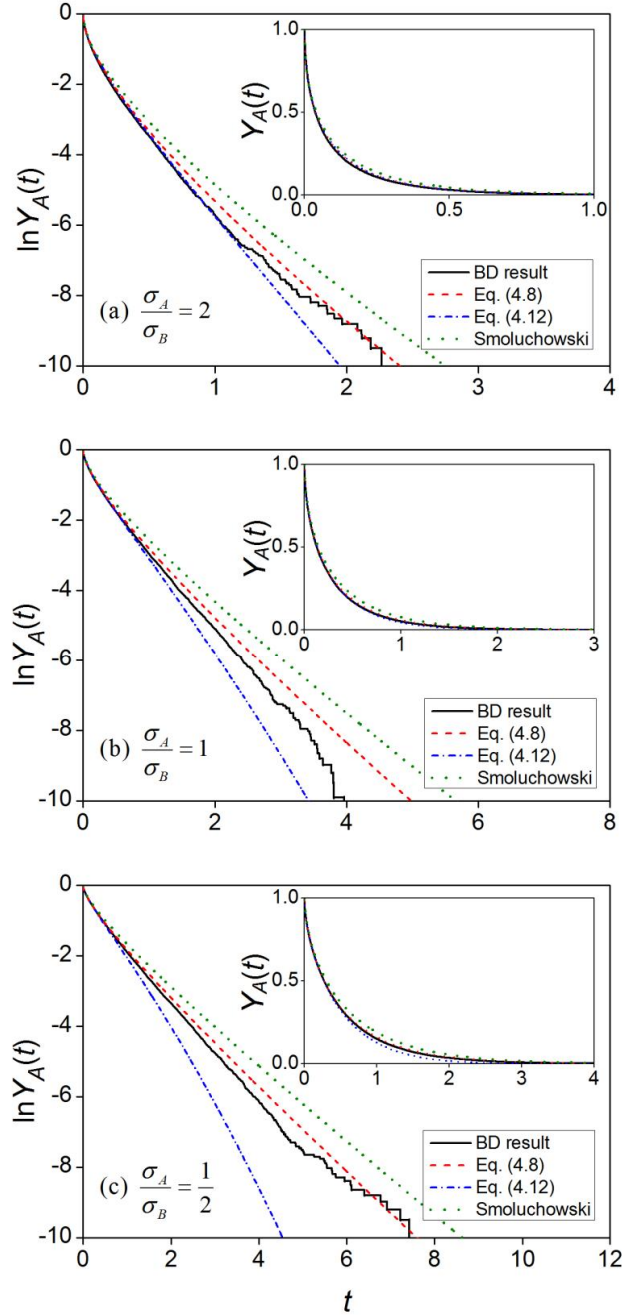 0
-2
-4
-6
-8
-10
ln Y_A(t)
0 1 2 3 4
1.0
0.5
0.0
Y_A(t)
0.0 0.5 1.0
BD result
Eq. (4.8)
Eq. (4.12)
Smoluchowski
(a) σ_A/σ_B = 2
0
-2
-4
-6
-8
-10
ln Y_A(t)
0 2 4 6 8
1.0
0.5
0.0
Y_A(t)
0 1 2 3
BD result
Eq. (4.8)
Eq. (4.12)
Smoluchowski
(b) σ_A/σ_B = 1
0
-2
-4
-6
-8
-10
ln Y_A(t)
0 2 4 6 8 10 12
1.0
0.5
0.0
Y_A(t)
0 1 2 3 4
BD result
Eq. (4.8)
Eq. (4.12)
Smoluchowski
(c) σ_A/σ_B = 1/2
t